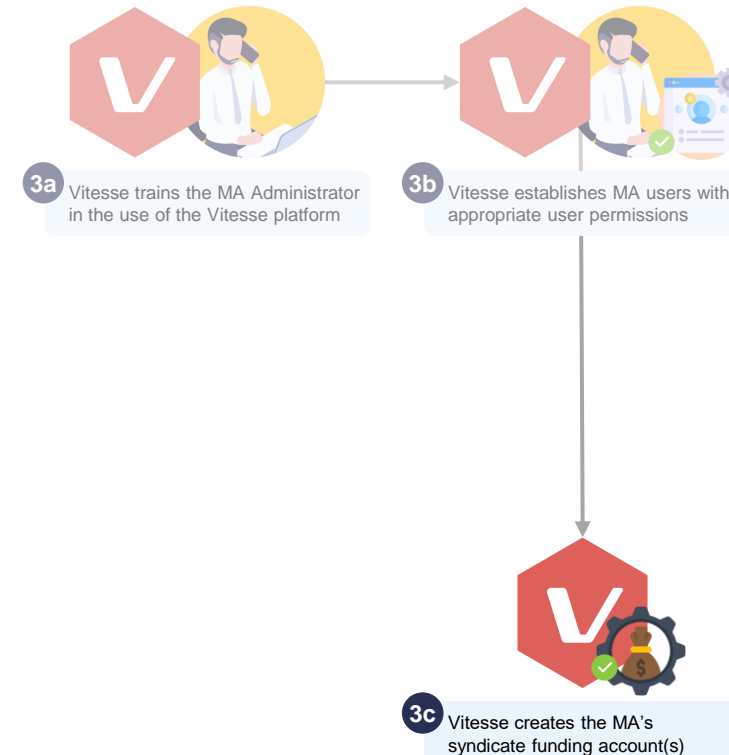 3a
Vitesse trains the MA Administrator
in the use of the Vitesse platform
3b
Vitesse establishes MA users with
appropriate user permissions
3c
Vitesse creates the MA’s
syndicate funding account(s)